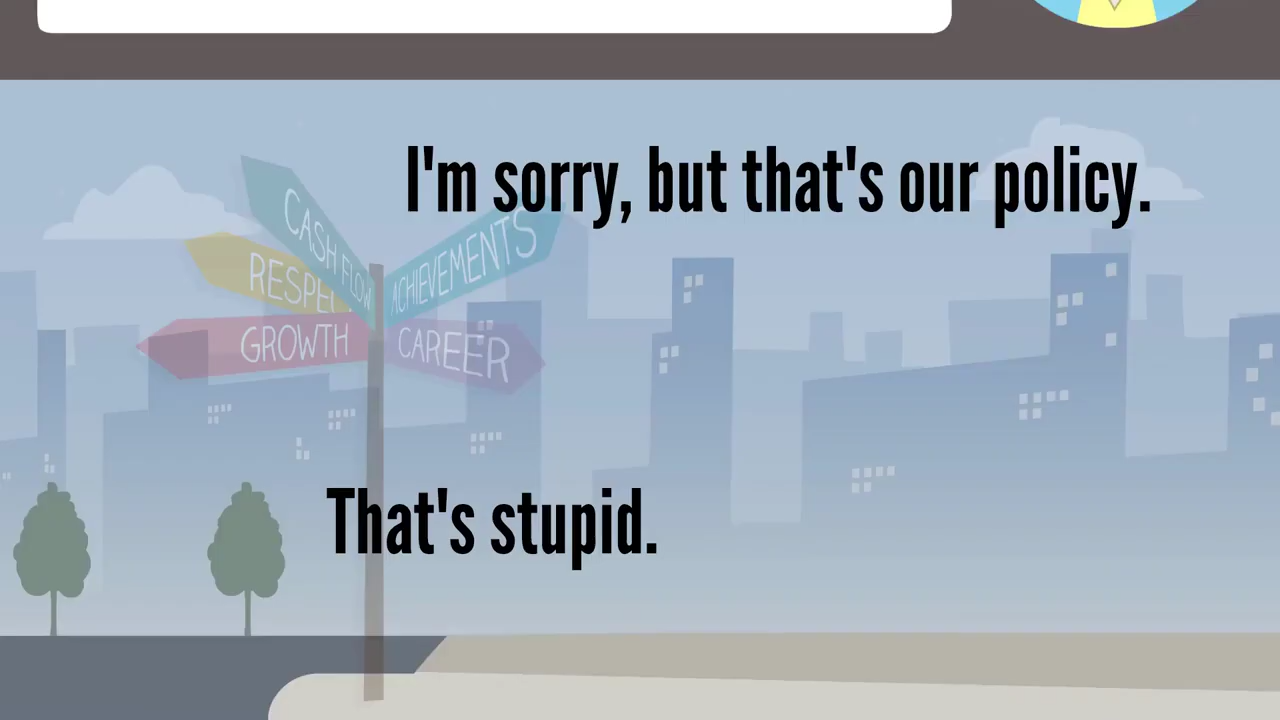 I'm sorry, but that's our policy.
CASH FLOW
ACHIEVEMENTS
GROWTH
CAREER
That's stupid.